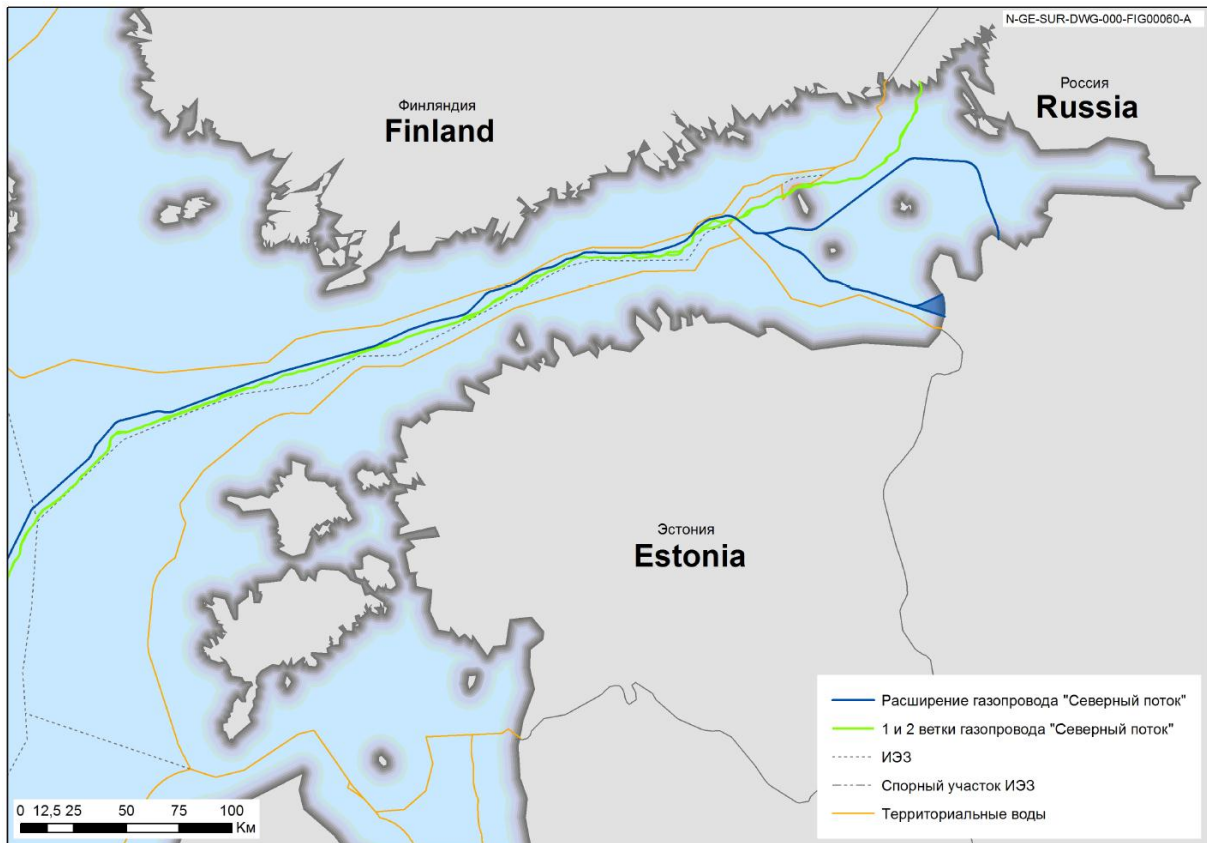 N-GE-SUR-DWG-000-FIG00060-A
Россия
Russia
Финляндия
Finland
Эстония
Estonia
Расширение газопровода "Северный поток"
1 и 2 ветки газопровода "Северный поток"
ИЭЗ
Спорный участок ИЭЗ
Территориальные воды
0 12,5 25 50 75 100
Км